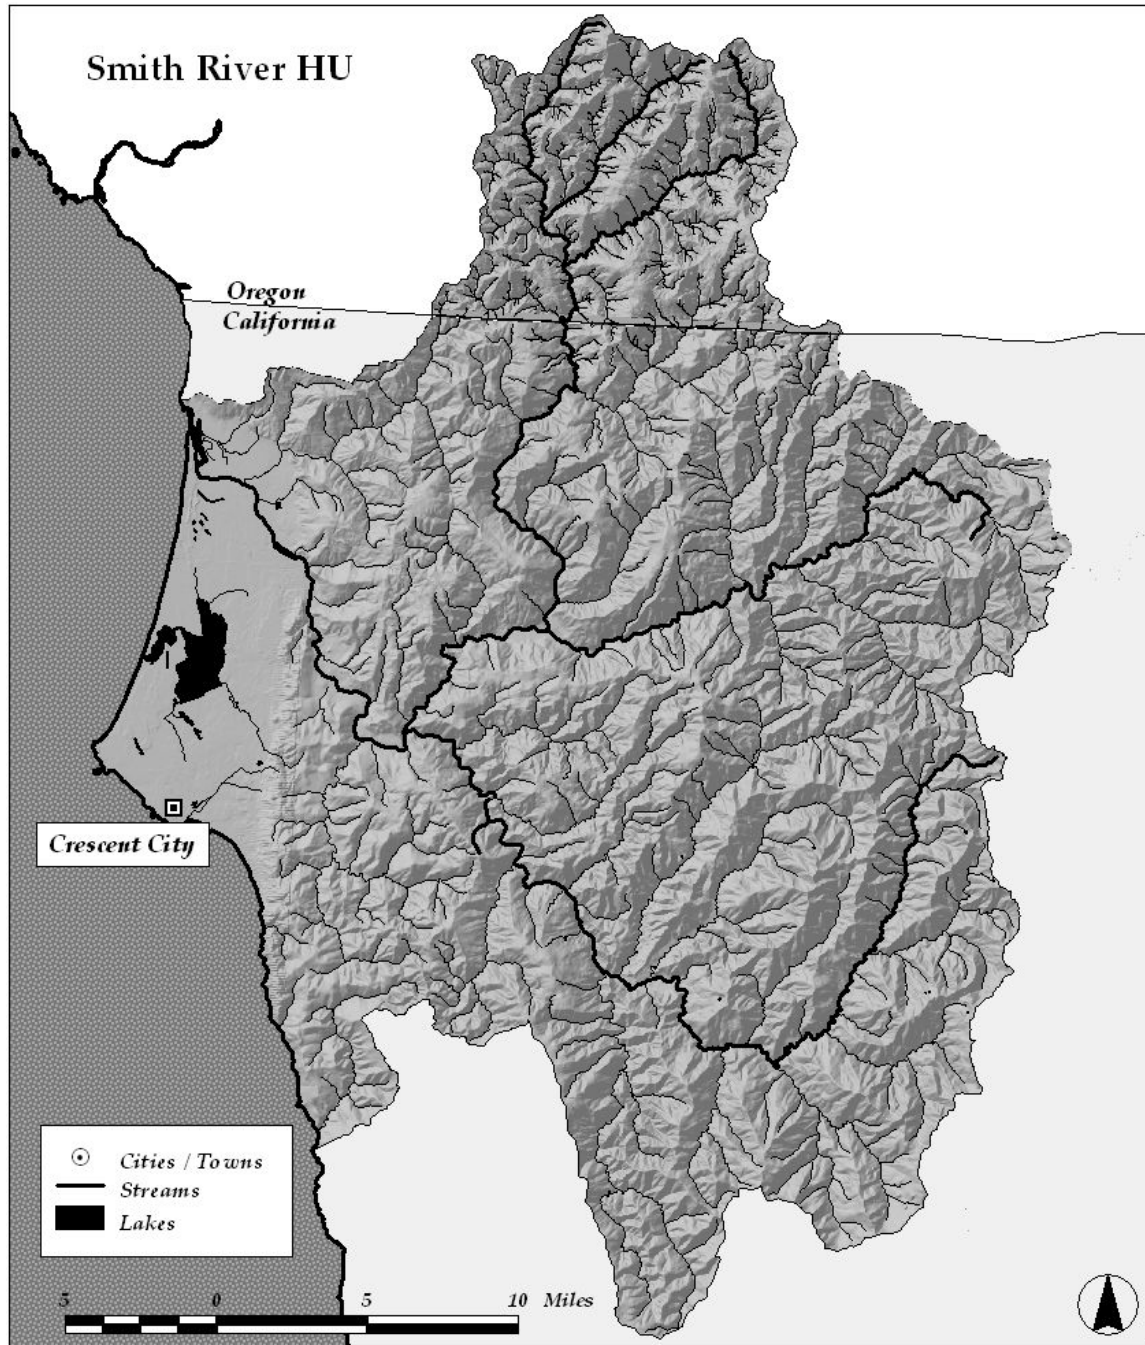 Smith River HU
Oregon
California
Crescent City
Cities / Towns
Streams
Lakes
5 0 5 10 Miles